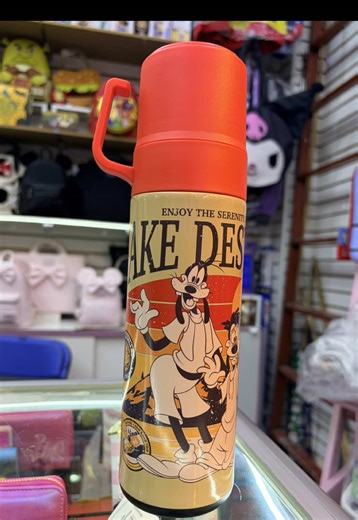 ENJOY THE SERENITY
AKE DES